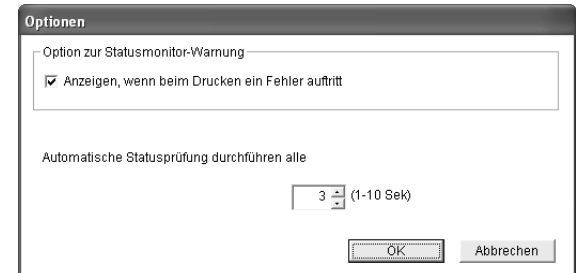 Optionen
Option zur Statusmonitor-Warnung
Anzeigen, wenn beim Drucken ein Fehler auftritt
Automatische Statusprüfung durchführen alle
3 (1-10 Sek)
OK Abbrechen